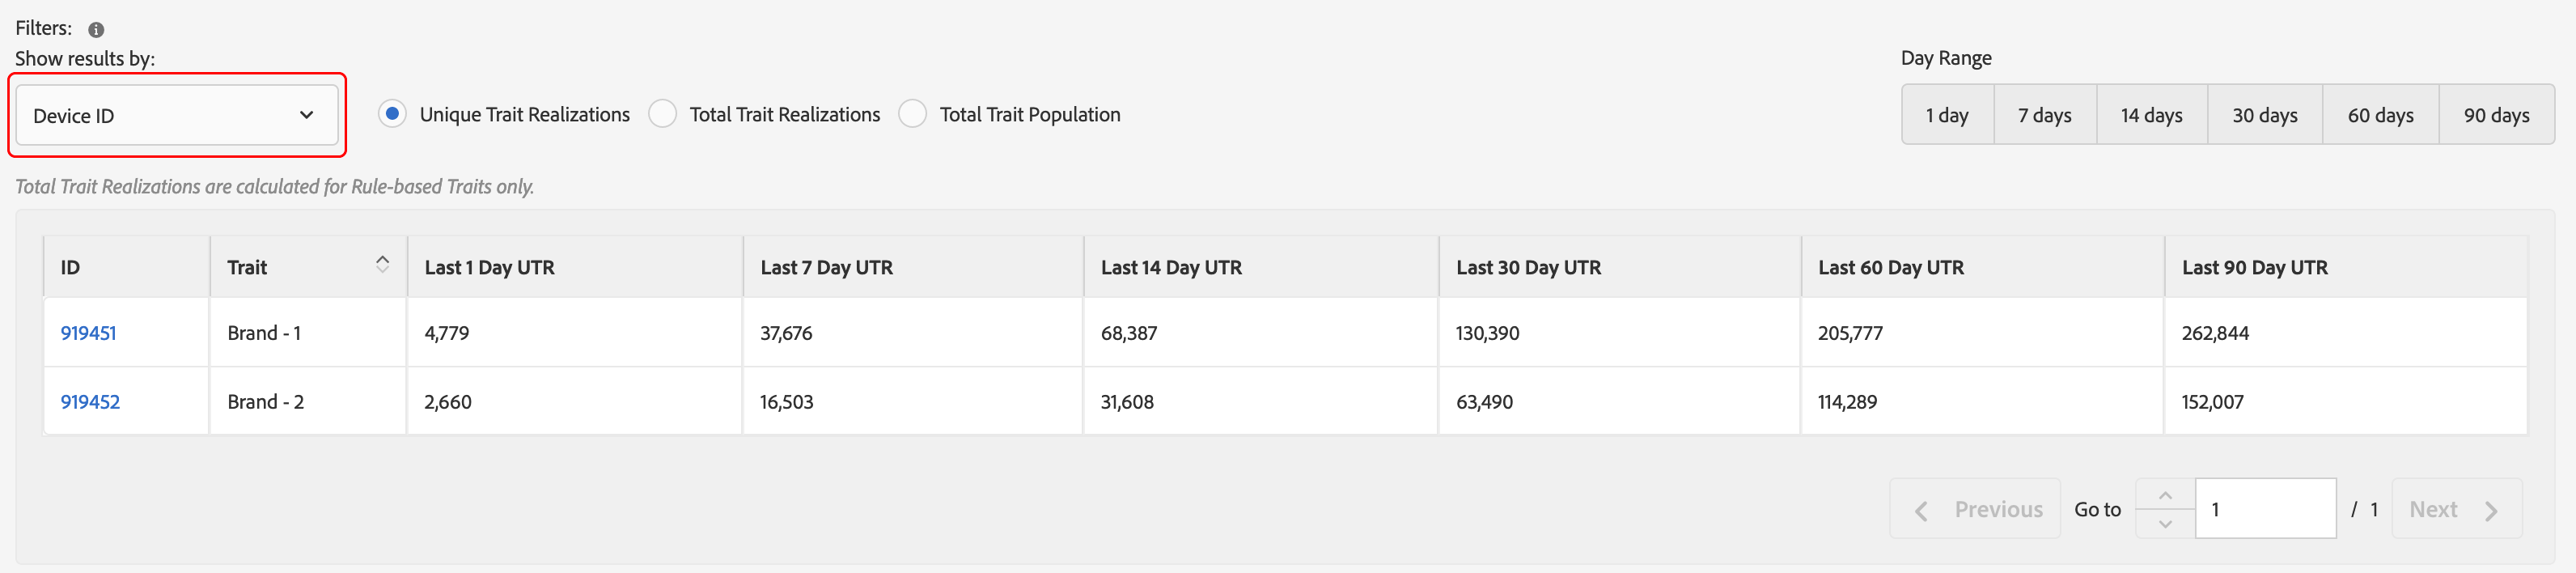 Filters:
Show results by:
Day Range
Device ID
Unique Trait Realizations
Total Trait Realizations
Total Trait Population
1 day
7 days
14 days
30 days
60 days
90 days
Total Trait Realizations are calculated for Rule-based Traits only.
ID Trait Last 1 Day UTR Last 7 Day UTR Last 14 Day UTR Last 30 Day UTR Last 60 Day UTR Last 90 Day UTR
919451 Brand - 1 4,779 37,676 68,387 130,390 205,777 262,844
919452 Brand - 2 2,660 16,503 31,608 63,490 114,289 152,007
Previous Go to 1 / 1 Next